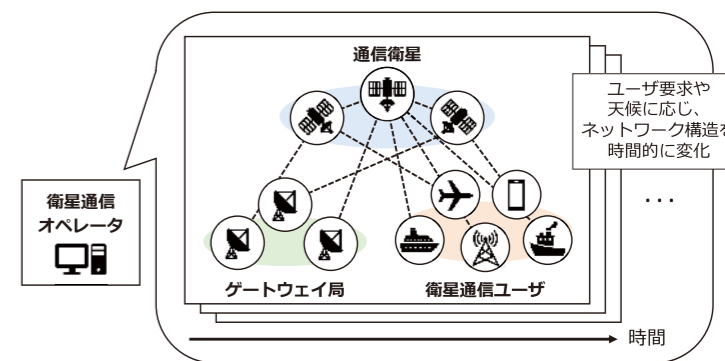 通信衛星
ユーザ要求や
天候に応じ、
ネットワーク構造を
時間的に変化
衛星通信
オペレータ
...
ゲートウェイ局
衛星通信ユーザ
時間